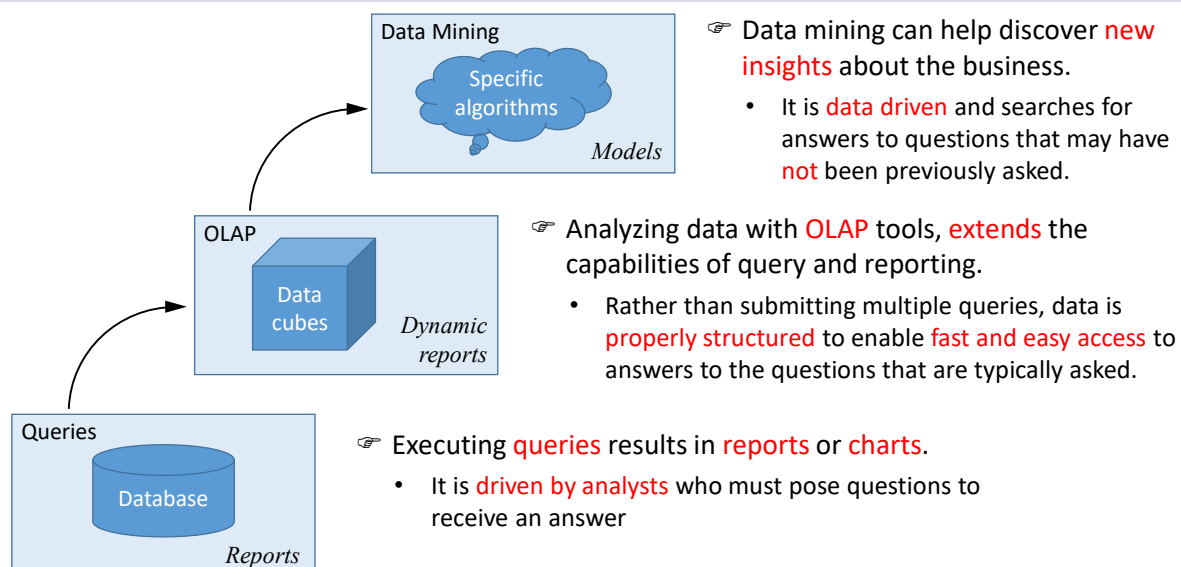 Data Mining
Specific
algorithms
Models
☞ Data mining can help discover new
insights about the business.
• It is data driven and searches for
answers to questions that may have
not been previously asked.
OLAP
Data
cubes
Dynamic
reports
☞ Analyzing data with OLAP tools, extends the
capabilities of query and reporting.
• Rather than submitting multiple queries, data is
properly structured to enable fast and easy access to
answers to the questions that are typically asked.
Queries
Database
Reports
☞ Executing queries results in reports or charts.
• It is driven by analysts who must pose questions to
receive an answer